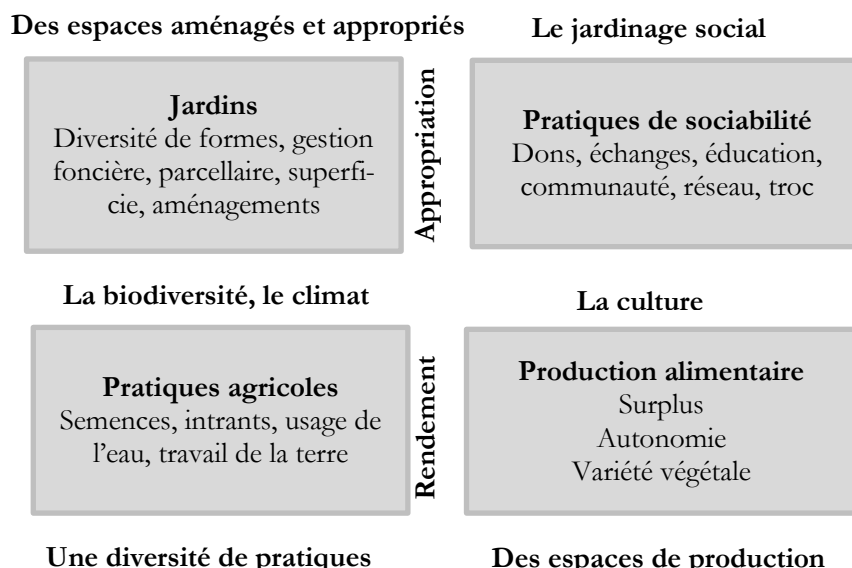 Des espaces aménagés et appropriés
Le jardinage social
Jardins
Diversité de formes, gestion
foncière, parcellaire, superfi-
cie, aménagements
Appropriation
Pratiques de sociabilité
Dons, échanges, éducation,
communauté, réseau, troc
La biodiversité, le climat
La culture
Pratiques agricoles
Semences, intrants, usage de
l’eau, travail de la terre
Rendement
Production alimentaire
Surplus
Autonomie
Variété végétale
Une diversité de pratiques
Des espaces de production